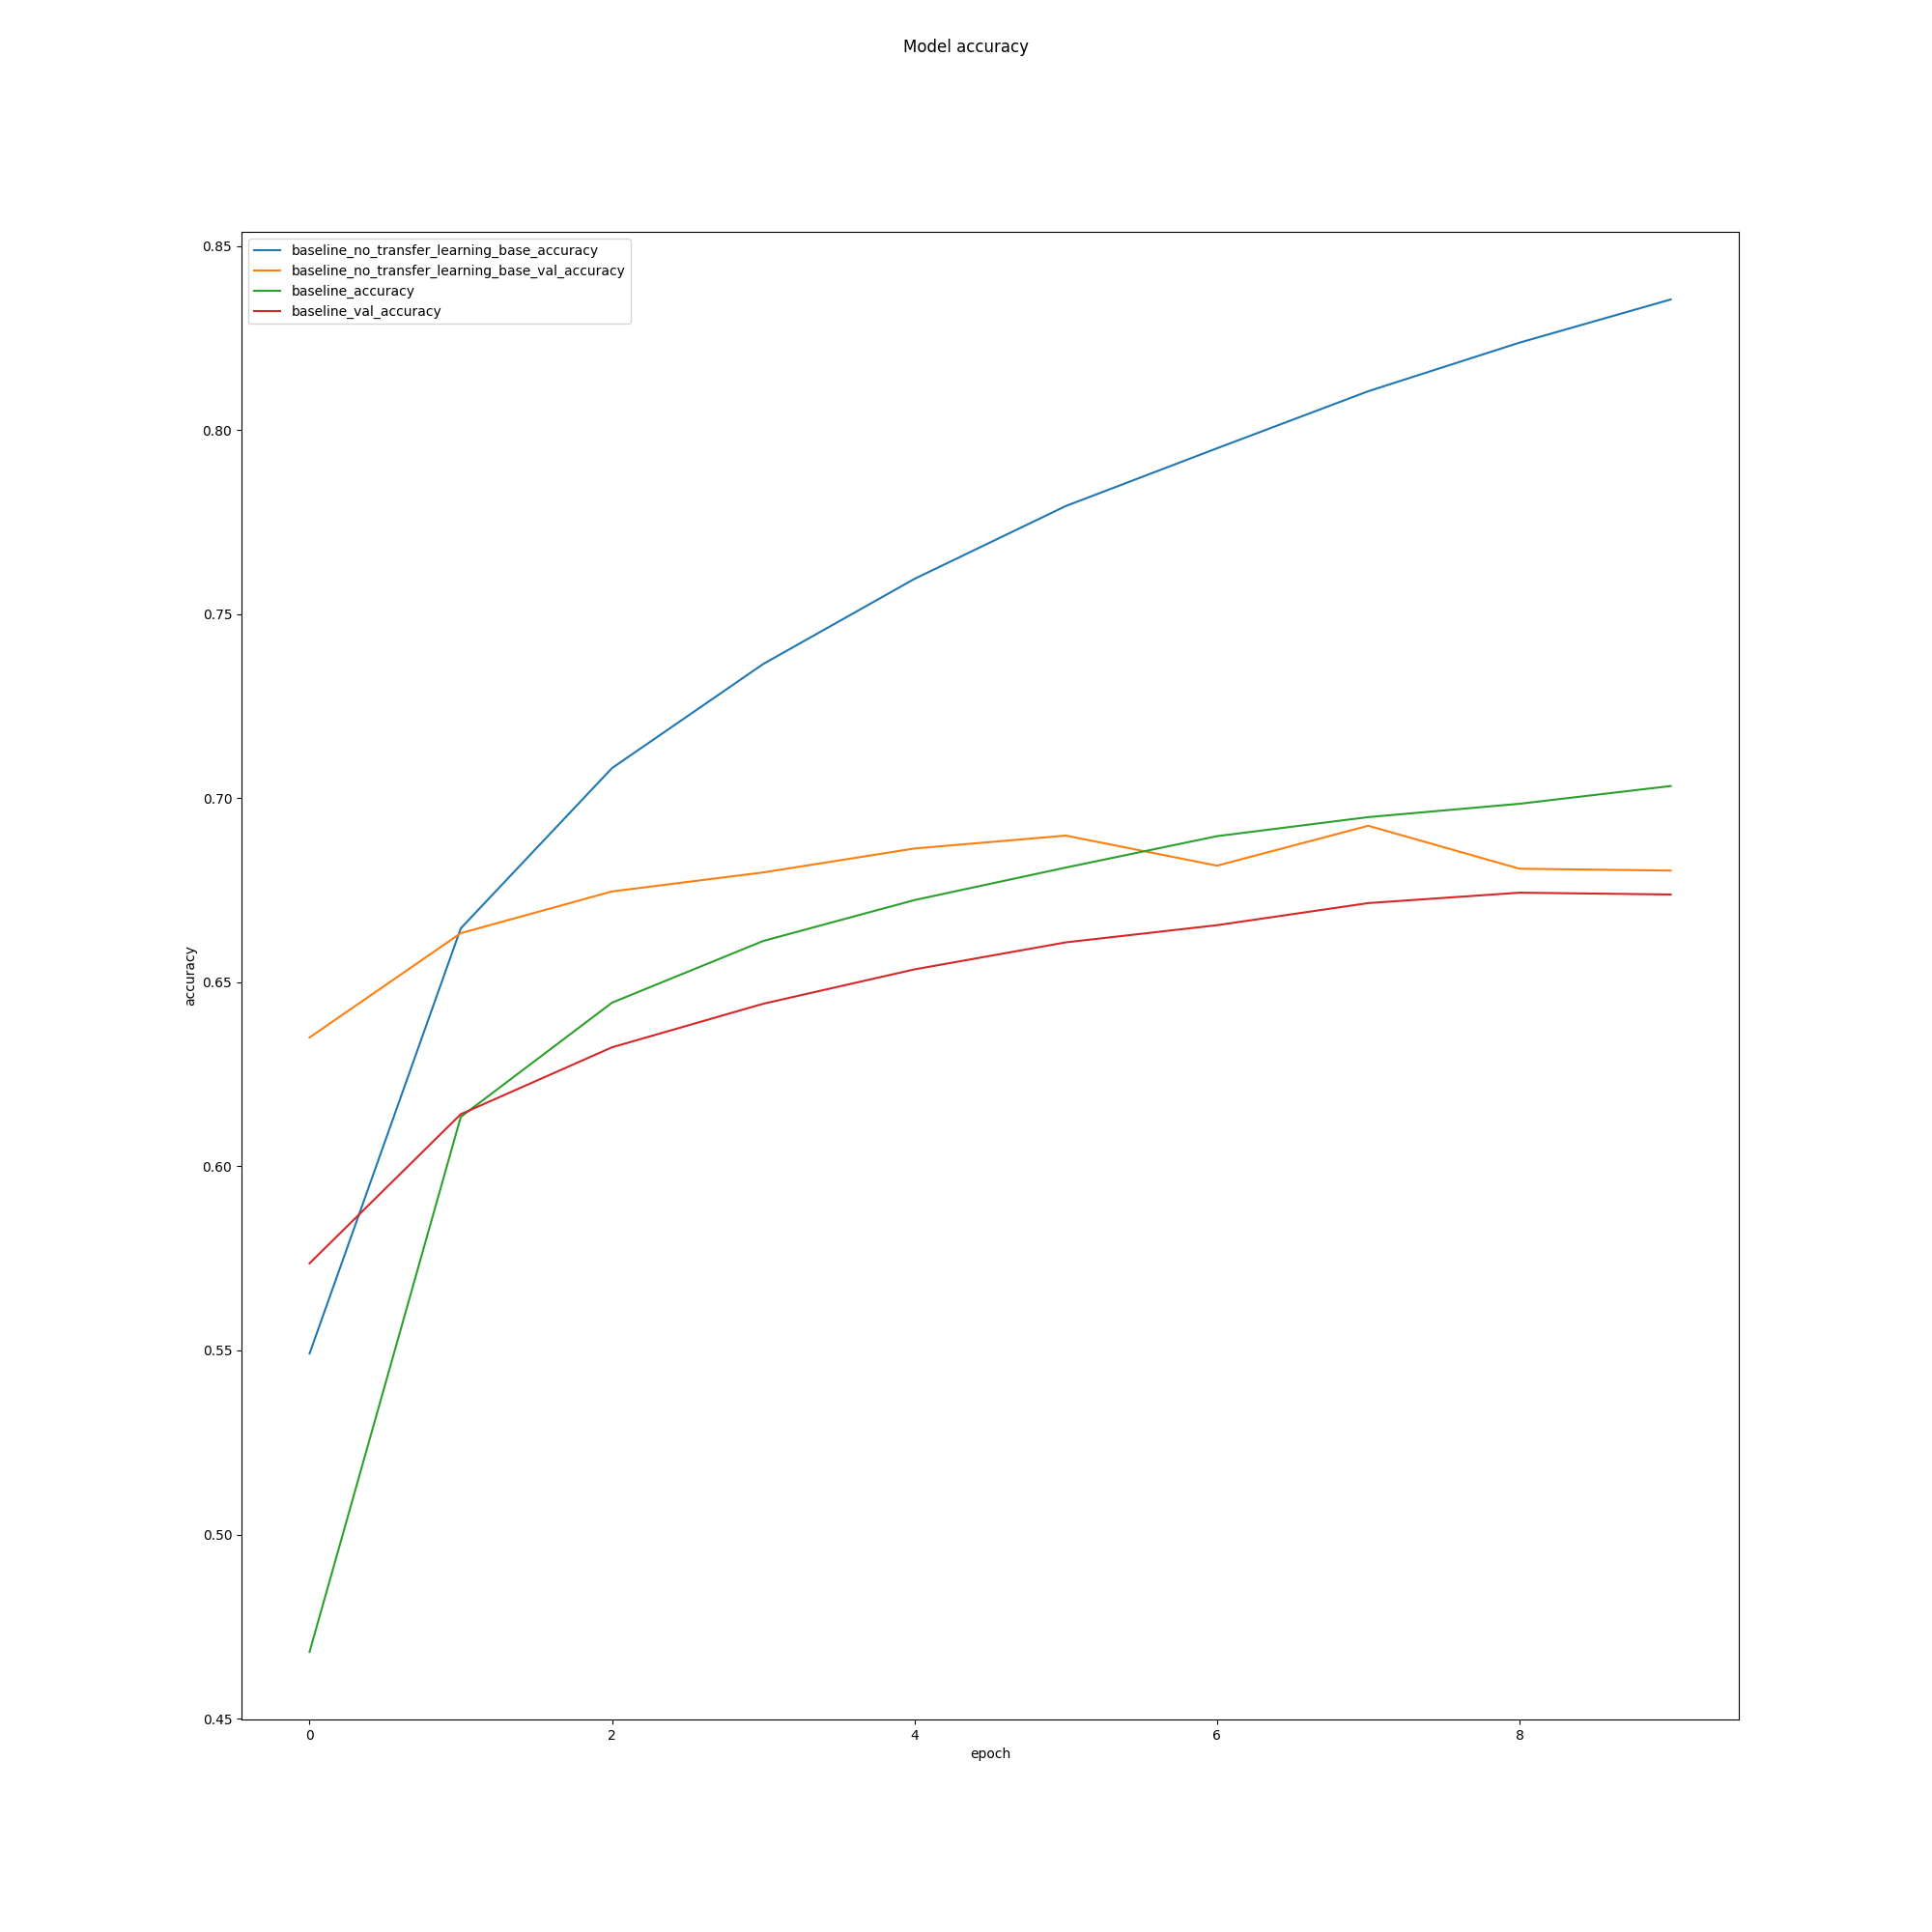 Model accuracy
baseline_no_transfer_learning_base_accuracy
baseline_no_transfer_learning_base_val_accuracy
baseline_accuracy
baseline_val_accuracy
0.85
0.80
0.75
0.70
0.65
0.60
0.55
0.50
0.45
accuracy
0 2 4 6 8
epoch